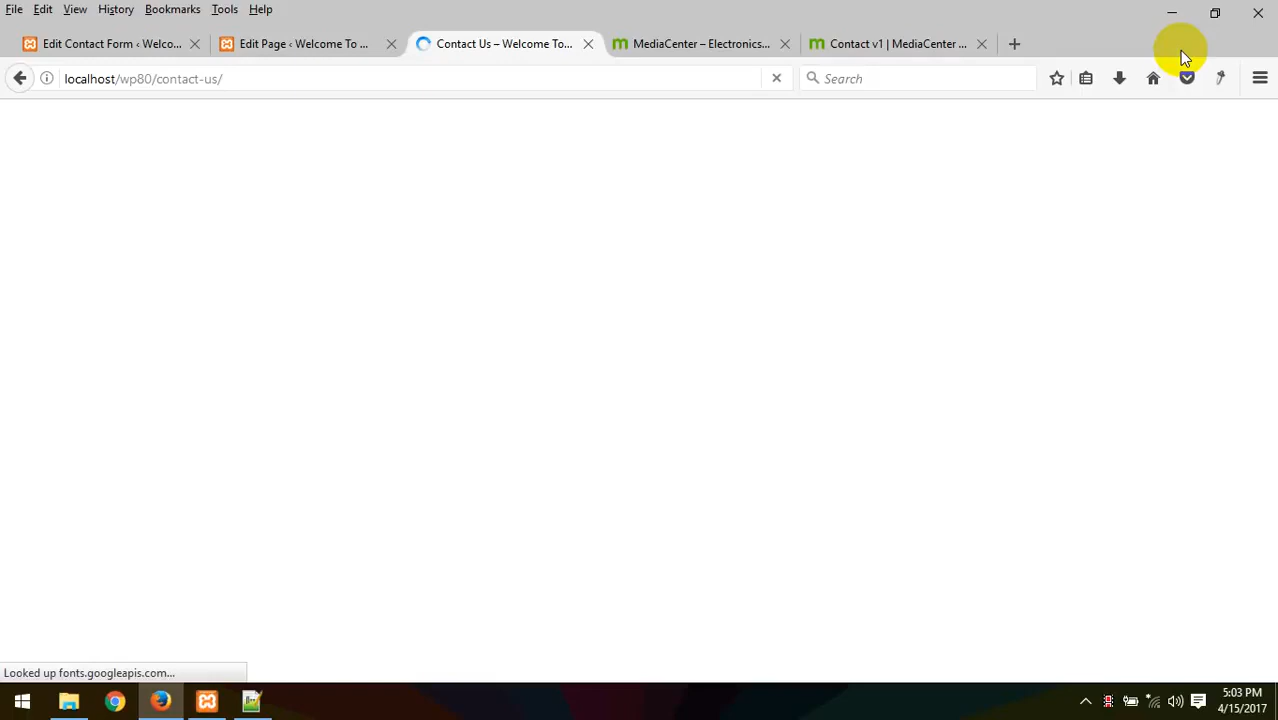 File Edit View History Bookmarks Tools Help
Edit Contact Form ‹ Welco... Edit Page ‹ Welcome To ... Contact Us – Welcome To... MediaCenter – Electronics... Contact v1 | MediaCenter ...
localhost/wp80/contact-us/ Search
Looked up fonts.googleapis.com...
5:03 PM
4/15/2017